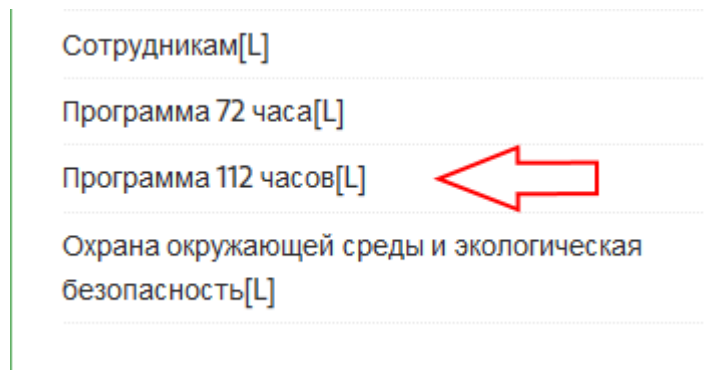 Сотрудникам[L]
Программа 72 часа[L]
Программа 112 часов[L]
Охрана окружающей среды и экологическая
безопасность[L]